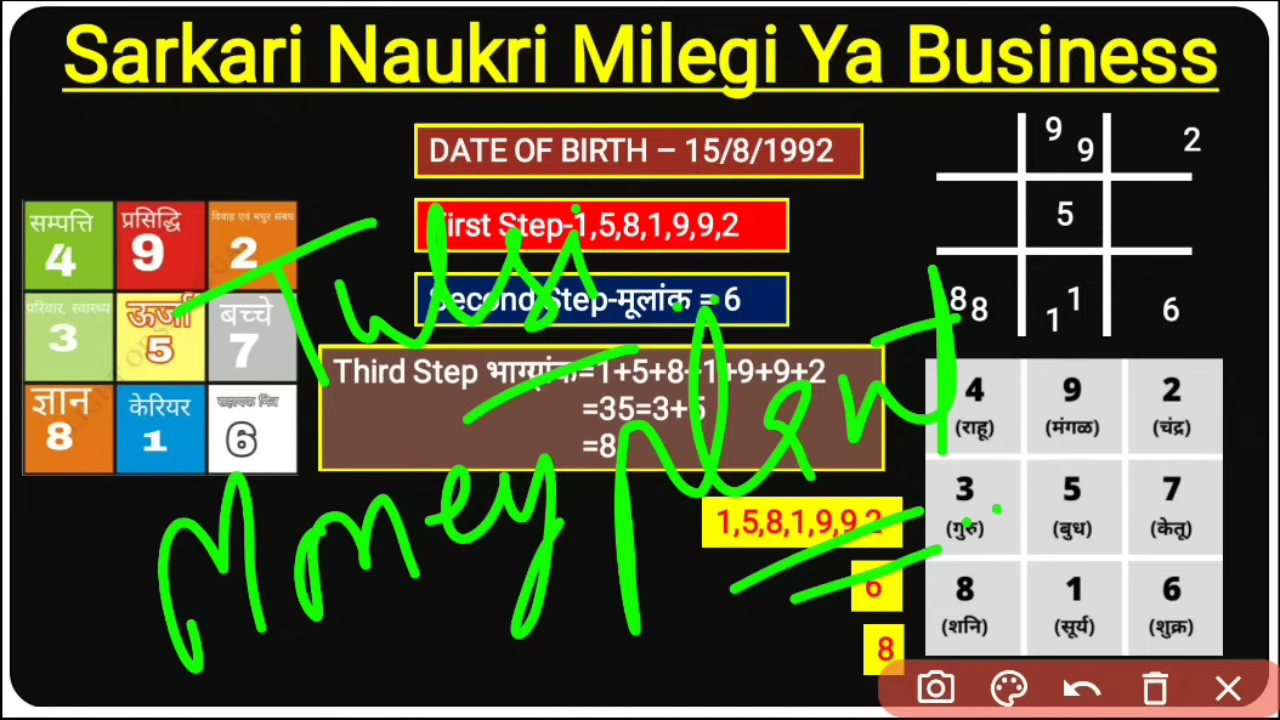 Sarkari Naukri Milegi Ya Business
DATE OF BIRTH – 15/8/1992
First Step-1,5,8,1,9,9,2
Second Step-मूलांक = 6
Third Step भाग्यांक=1+5+8+1+9+9+2
=35=3+5
=8
1,5,8,1,9,9,2
6
8
सम्पत्ति प्रसिद्धि विवाह एवं मधुर संबंध
4 9 2
परिवार, स्वास्थ्य ऊर्जा बच्चे
3 5 7
ज्ञान केरियर सहायक मित्र
8 1 6
9 9 2
5
8 8 1 1 6
4 9 2
(राहू) (मंगळ) (चंद्र)
3 5 7
(गुरु) (बुध) (केतू)
8 1 6
(शनि) (सूर्य) (शुक्र)
Tulsi
Money plant